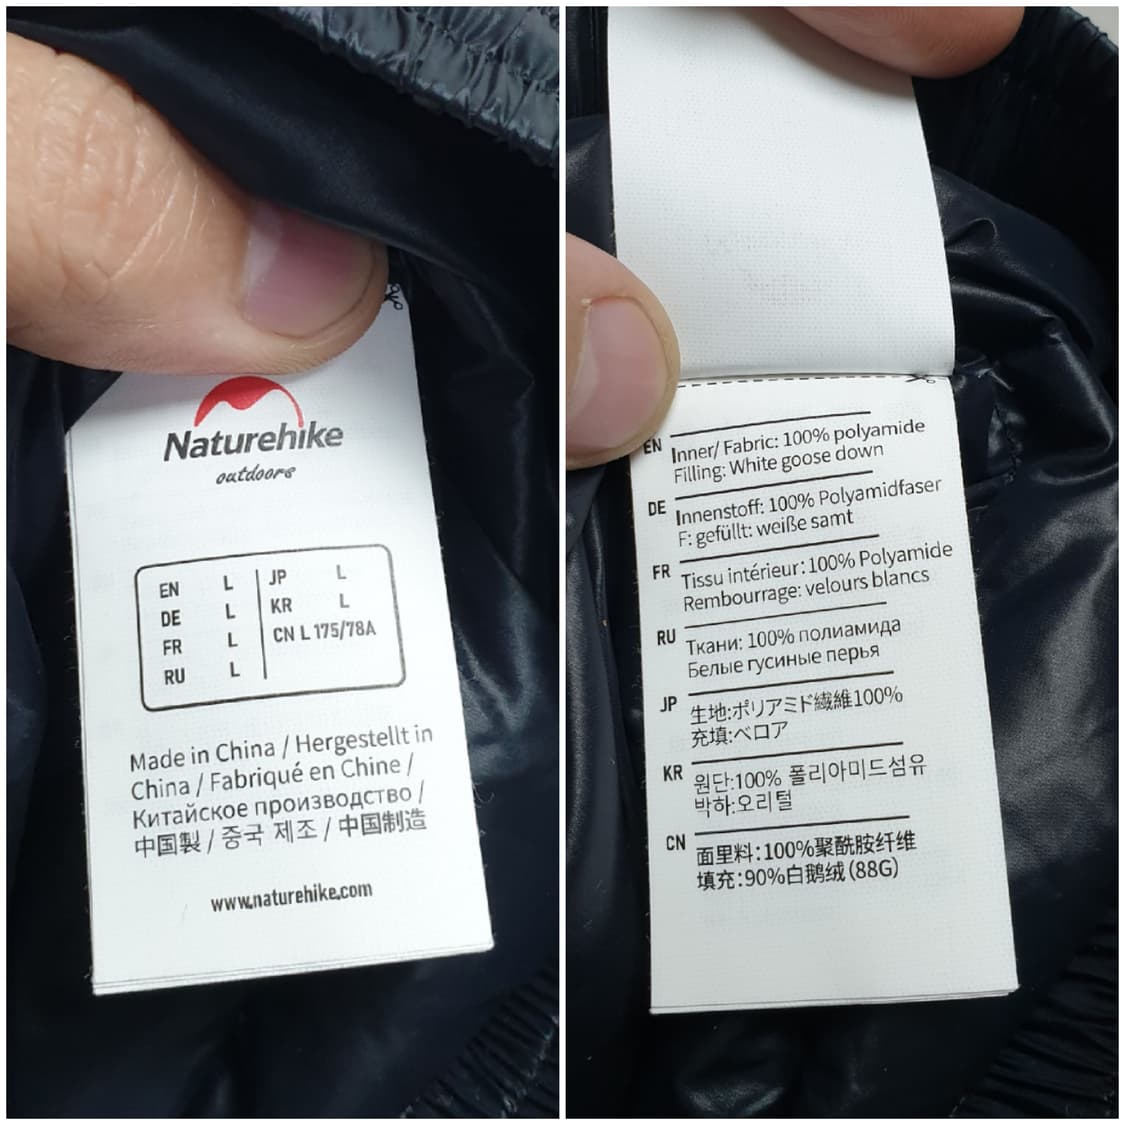 Naturehike
outdoors
EN L
DE L
FR L
RU L
JP L
KR L
CN L 175/78A
Made in China / Hergestellt in
China / Fabriqué en Chine /
Китайское производство /
中国製 / 중국 제조 / 中国制造
www.naturehike.com
EN Inner/ Fabric: 100% polyamide
Filling: White goose down
DE Innenstoff: 100% Polyamidfaser
F: gefüllt: weiße samt
FR Tissu intérieur: 100% Polyamide
Rembourrage: velours blancs
RU Ткани: 100% полиамида
Белые гусиные перья
JP 生地:ポリアミド繊維100%
充填:ベロア
KR 원단:100% 폴리아미드섬유
박하:오리털
CN 面里料:100%聚酰胺纤维
填充:90%白鹅绒(88G)